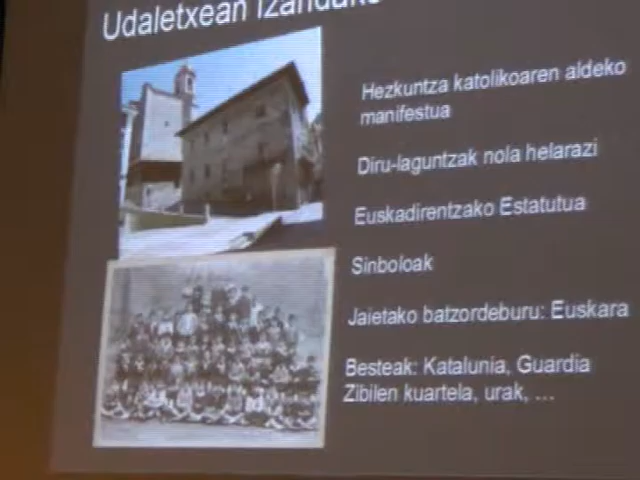 Udaletxean izandako
Hezkuntza katolikoaren aldeko
manifestua
Diru-laguntzak nola helarazi
Euskadirentzako Estatutua
Sinboloak
Jaietako batzordeburu: Euskara
Besteak: Katalunia, Guardia
Zibilen kuartela, urak, ...